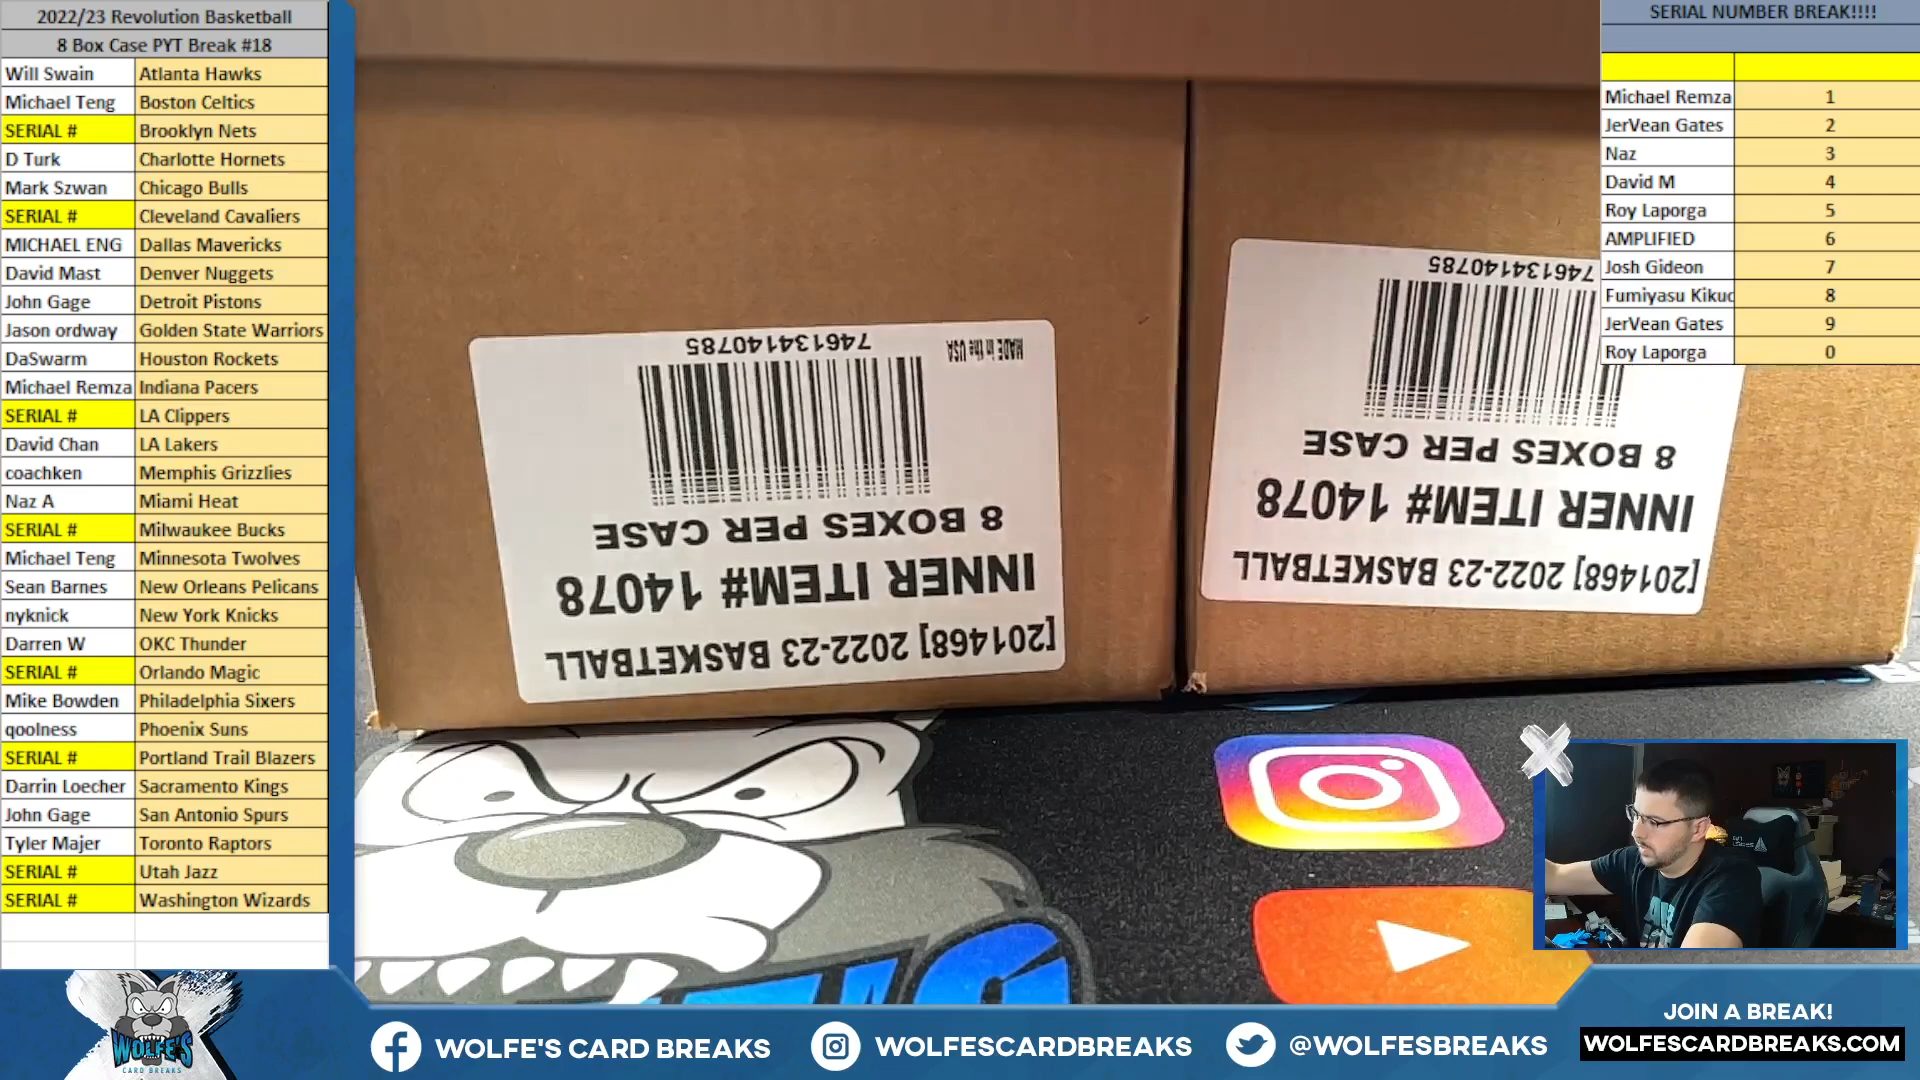 2022/23 Revolution Basketball
8 Box Case PYT Break #18
Will Swain Atlanta Hawks
Michael Teng Boston Celtics
SERIAL # Brooklyn Nets
D Turk Charlotte Hornets
Mark Szwan Chicago Bulls
SERIAL # Cleveland Cavaliers
MICHAEL ENG Dallas Mavericks
David Mast Denver Nuggets
John Gage Detroit Pistons
Jason ordway Golden State Warriors
DaSwarm Houston Rockets
Michael Remza Indiana Pacers
SERIAL # LA Clippers
David Chan LA Lakers
coachken Memphis Grizzlies
Naz A Miami Heat
SERIAL # Milwaukee Bucks
Michael Teng Minnesota Twolves
Sean Barnes New Orleans Pelicans
nyknick New York Knicks
Darren W OKC Thunder
SERIAL # Orlando Magic
Mike Bowden Philadelphia Sixers
qoolness Phoenix Suns
SERIAL # Portland Trail Blazers
Darrin Loecher Sacramento Kings
John Gage San Antonio Spurs
Tyler Majer Toronto Raptors
SERIAL # Utah Jazz
SERIAL # Washington Wizards
[201468] 2022-23 BASKETBALL
INNER ITEM# 14078
8 BOXES PER CASE
746134140785
MADE in the USA
[201468] 2022-23 BASKETBALL
INNER ITEM# 14078
8 BOXES PER CASE
746134140785
SERIAL NUMBER BREAK!!!!
Michael Remza 1
JerVean Gates 2
Naz 3
David M 4
Roy Laporga 5
AMPLIFIED 6
Josh Gideon 7
Fumiyasu Kikuc 8
JerVean Gates 9
Roy Laporga 0
WOLFE'S
CARD BREAKS
WOLFE'S CARD BREAKS
WOLFESCARDBREAKS
@WOLFESBREAKS
JOIN A BREAK!
WOLFESCARDBREAKS.COM